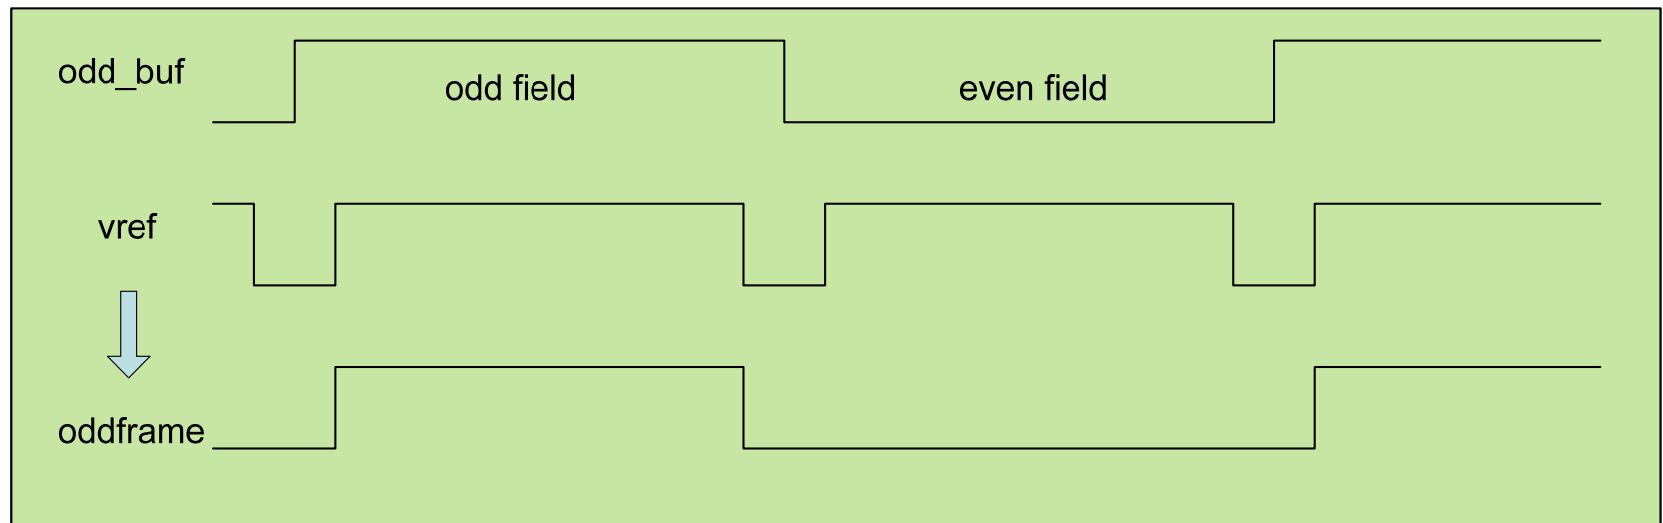 odd_buf
odd field
even field
vref
oddframe